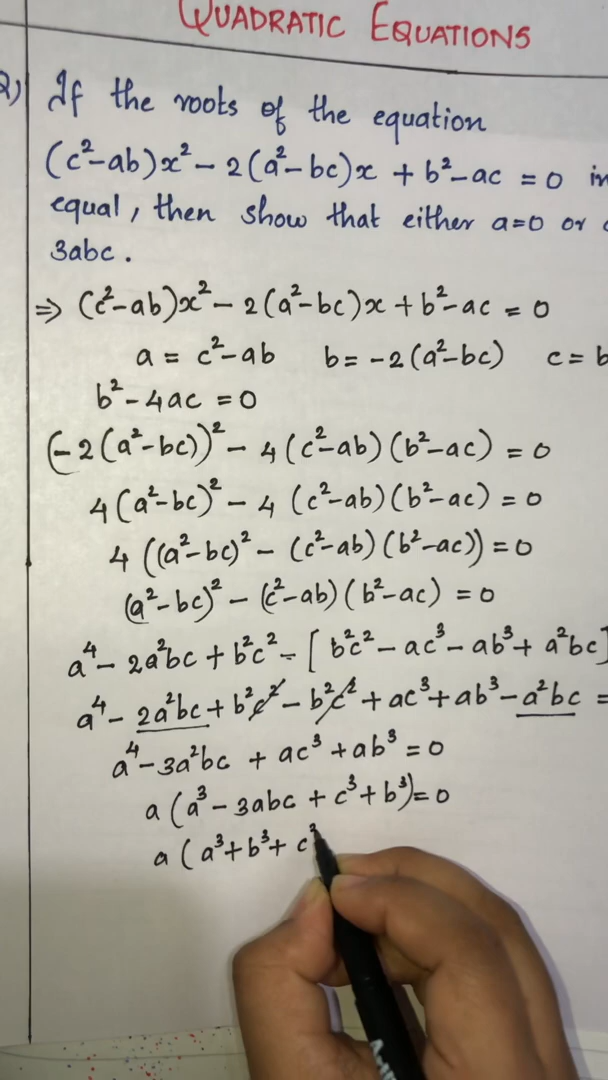 QUADRATIC EQUATIONS
2) If the roots of the equation
(c²-ab)x² - 2(a²-bc)x + b²-ac = 0 in
equal, then show that either a=0 or
3abc.
⇒ (c²-ab)x² - 2(a²-bc)x + b²-ac = 0
a = c²-ab b = -2(a²-bc) c = b
b² - 4ac = 0
(-2(a²-bc))² - 4(c²-ab)(b²-ac) = 0
4(a²-bc)² - 4(c²-ab)(b²-ac) = 0
4((a²-bc)² - (c²-ab)(b²-ac)) = 0
(a²-bc)² - (c²-ab)(b²-ac) = 0
a⁴ - 2a²bc + b²c² - [b²c² - ac³ - ab³ + a²bc]
a⁴ - 2a²bc + b²c² - b²c² + ac³ + ab³ - a²bc =
a⁴ - 3a²bc + ac³ + ab³ = 0
a(a³ - 3abc + c³ + b³) = 0
a(a³ + b³ + c³